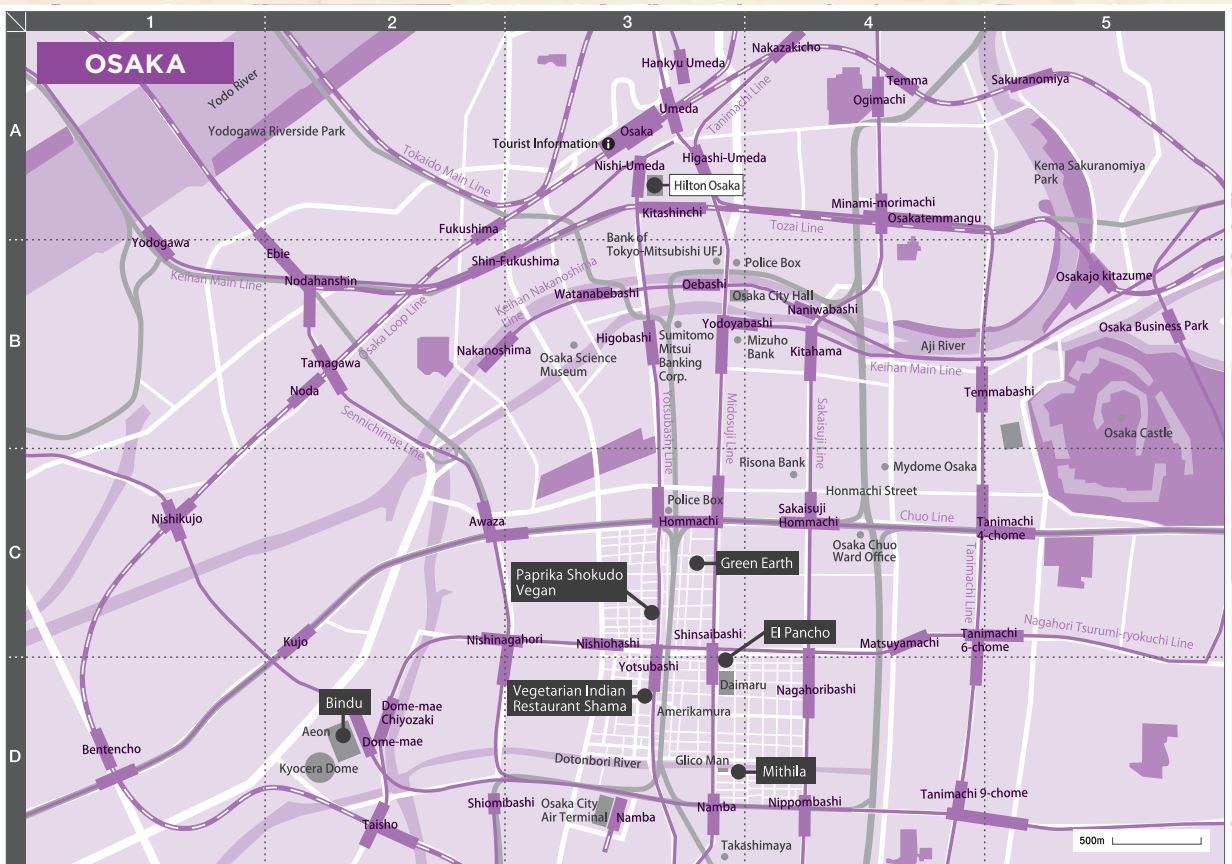 1
2
3
4
5
A
B
C
D
OSAKA
Yodo River
Yodogawa Riverside Park
Tokaido Main Line
Hankyu Umeda
Nakazakicho
Umeda
Tanimachi Line
Temma
Sakuranomiya
Ogimachi
Osaka
Tourist Information
i
Nishi-Umeda
Higashi-Umeda
Hilton Osaka
Kema Sakuranomiya
Park
Kitashinchi
Minami-morimachi
Osakatemmangu
Tozai Line
Fukushima
Yodogawa
Ebie
Shin-Fukushima
Bank of
Tokyo-Mitsubishi UFJ
Police Box
Nodahanshin
Keihan Main Line
Keihan Nakanoshima
Line
Watanabebashi
Oebashi
Osaka City Hall
Naniwabashi
Osakajo kitazume
Osaka Loop Line
Higobashi
Sumitomo
Mitsui
Banking
Corp.
Yodoyabashi
Mizuho
Bank
Kitahama
Aji River
Osaka Business Park
Nakanoshima
Osaka Science
Museum
Keihan Main Line
Tamagawa
Noda
Sennichimae Line
Yotsubashi Line
Midosuji Line
Sakaisuji Line
Temmabashi
Osaka Castle
Risona Bank
Mydome Osaka
Honmachi Street
Police Box
Nishikujo
Awaza
Hommachi
Sakaisuji
Hommachi
Chuo Line
Tanimachi
4-chome
Osaka Chuo
Ward Office
Tanimachi Line
Green Earth
Paprika Shokudo
Vegan
Kujo
Nishinagahori
Nishiohashi
Shinsaibashi
El Pancho
Matsuyamachi
Tanimachi
6-chome
Nagahori Tsurumi-ryokuchi Line
Yotsubashi
Daimaru
Nagahoribashi
Vegetarian Indian
Restaurant Shama
Amerikamura
Bindu
Dome-mae
Chiyozaki
Aeon
Dome-mae
Kyocera Dome
Bentencho
Dotonbori River
Glico Man
Mithila
Shiomibashi
Osaka City
Air Terminal
Namba
Namba
Nippombashi
Tanimachi 9-chome
Taisho
Takashimaya
500m